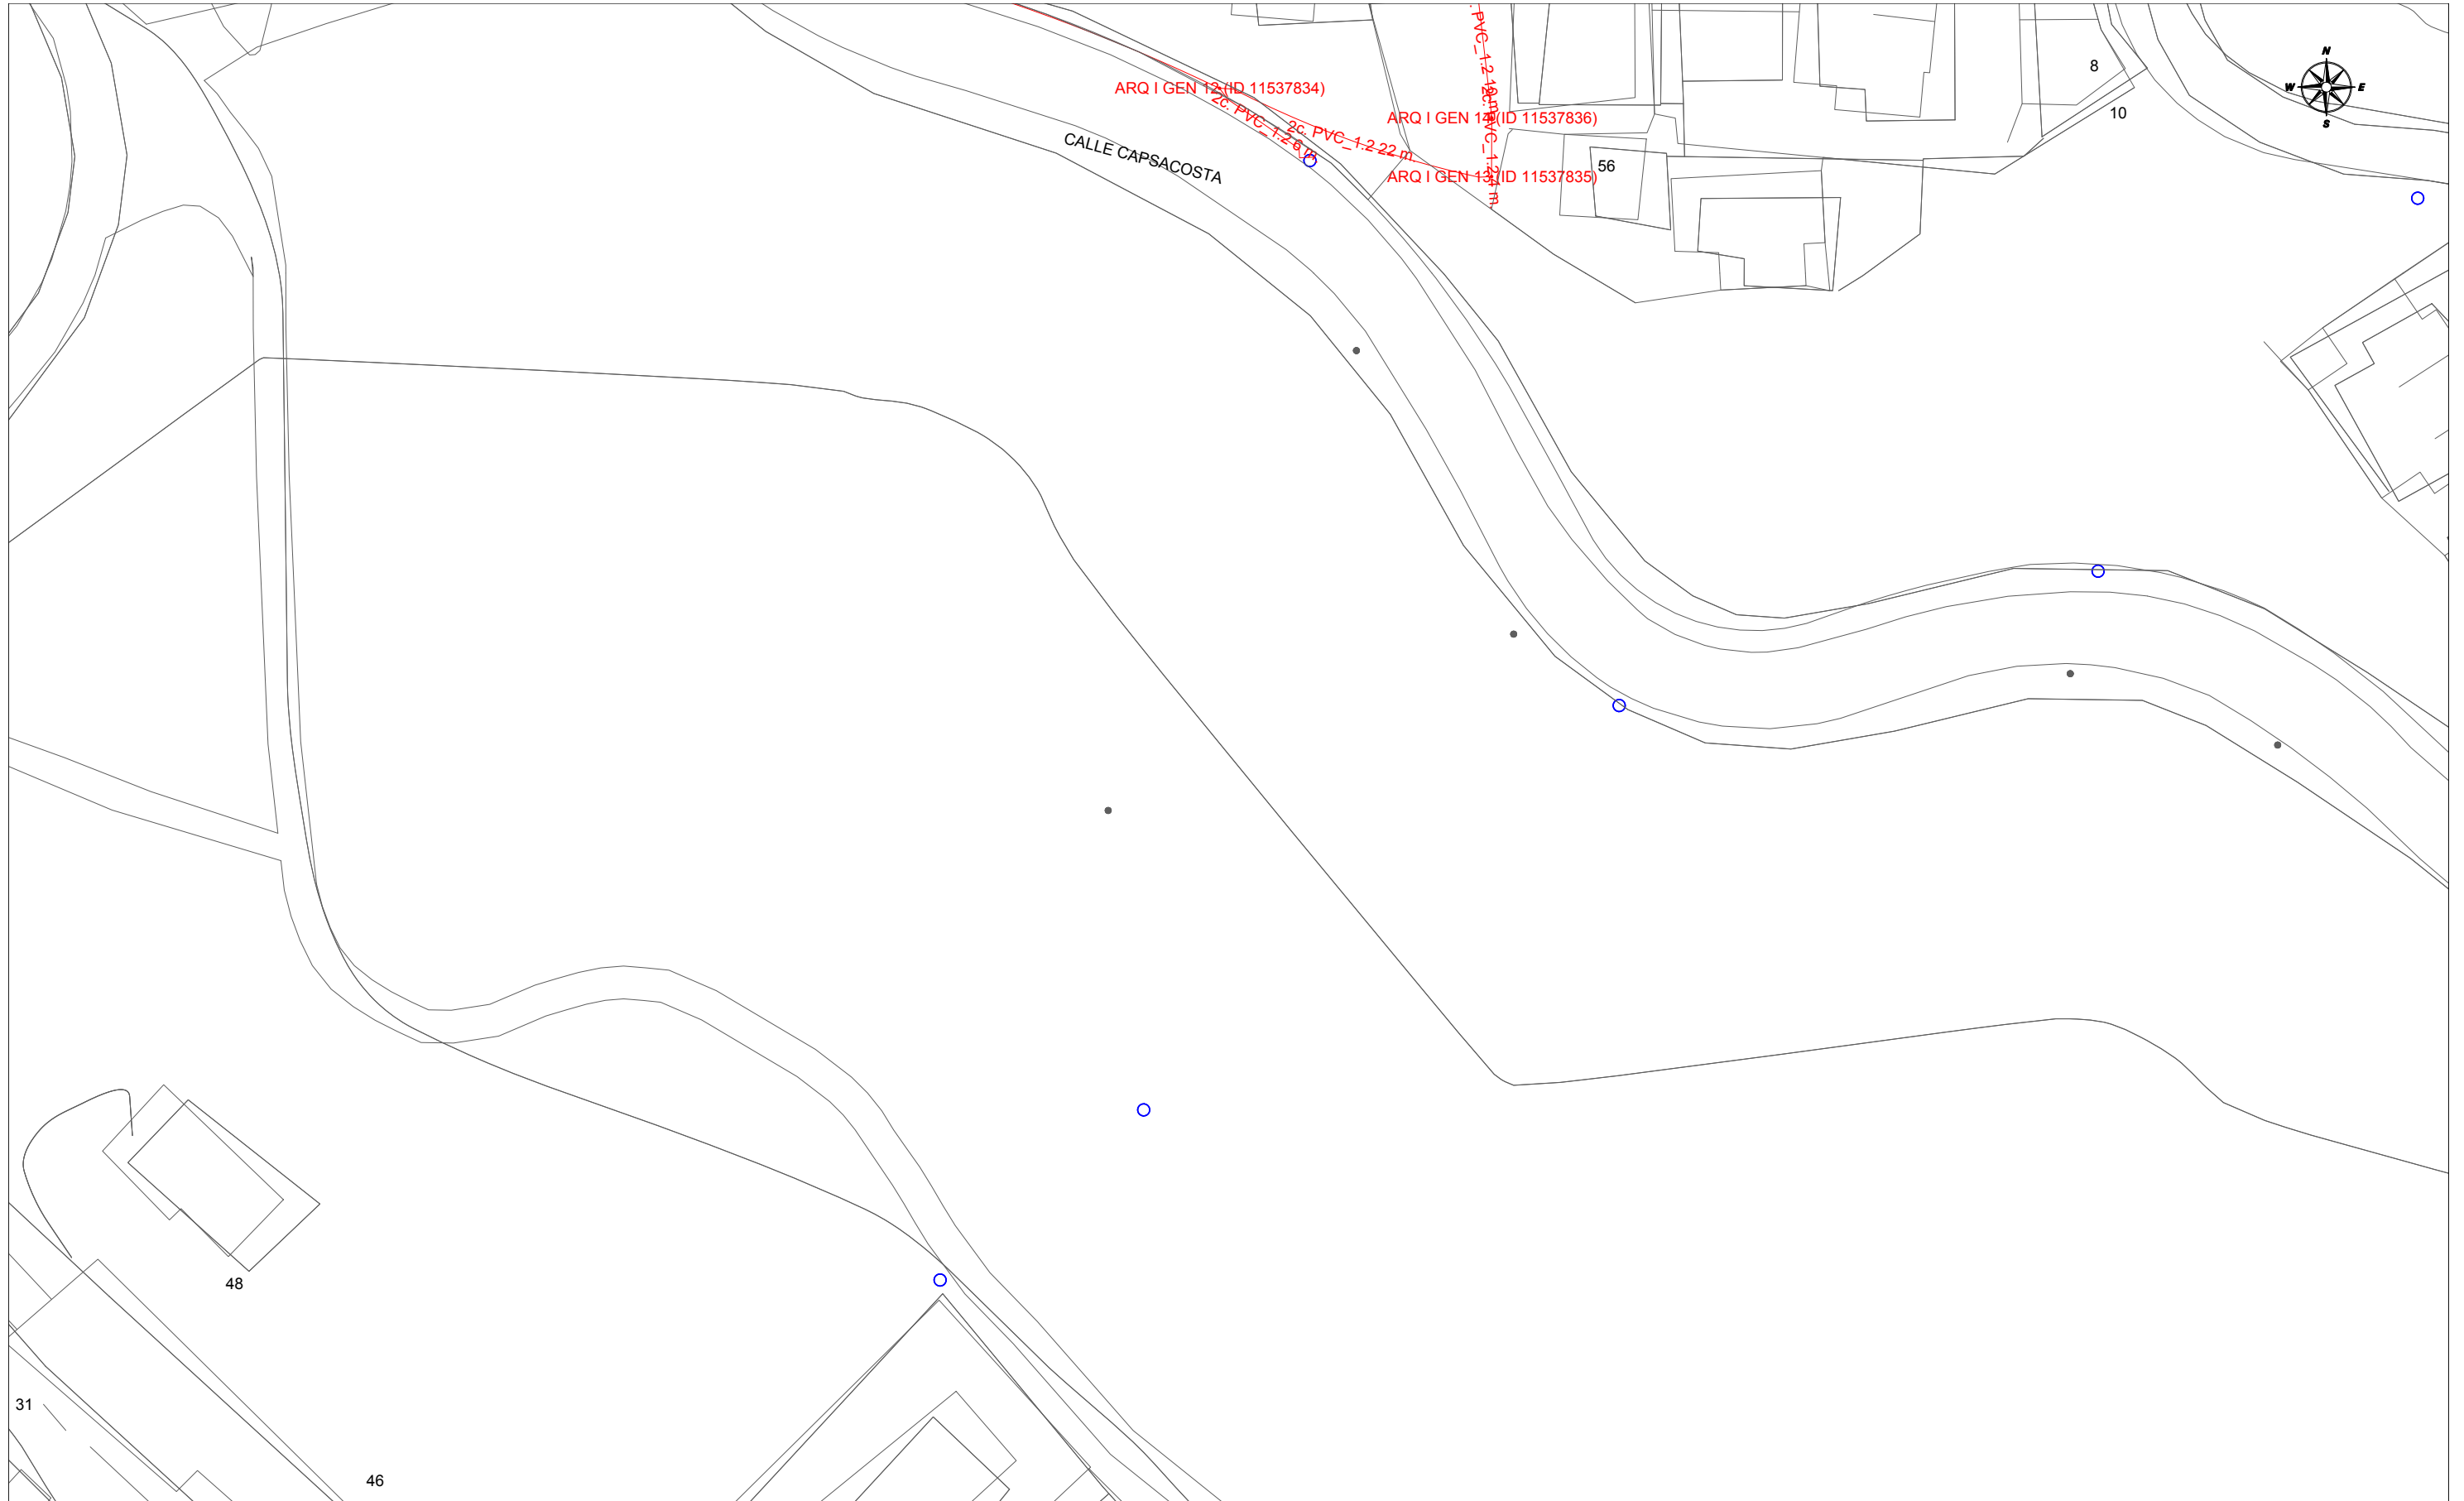 ARQ I GEN 12 (ID 11537834)
2c. PVC_1.2 6 m
2c. PVC_1.2 22 m
ARQ I GEN 14 (ID 11537836)
ARQ I GEN 13 (ID 11537835)
CALLE CAPSACOSTA
56
8
10
N
W
E
S
48
31
46